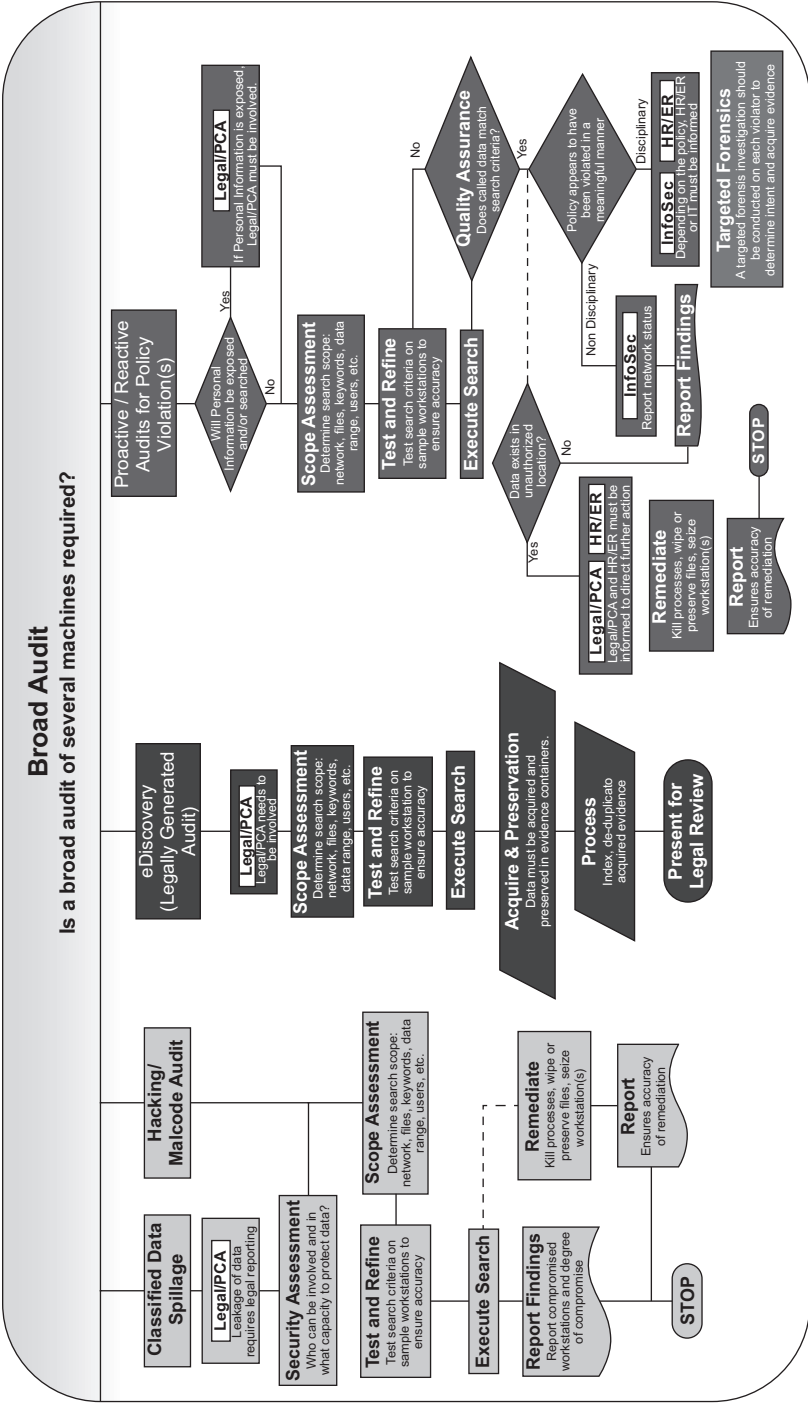 Broad Audit
Is a broad audit of several machines required?
Classified Data
Spillage
Legal/PCA
Leakage of data
requires legal reporting
Hacking/
Malcode Audit
Security Assessment
Who can be involved and in
what capacity to protect data?
Scope Assessment
Determine search scope:
network, files, keywords, data
range, users, etc.
Test and Refine
Test search criteria on
sample workstations to
ensure accuracy
Execute Search
Report Findings
Report compromised
workstations and degree
of compromise
Remediate
Kill processes, wipe or
preserve files, seize
workstation(s)
Report
Ensures accuracy
of remediation
STOP
eDiscovery
(Legally Generated
Audit)
Legal/PCA
Legal/PCA needs to
be involved
Scope Assessment
Determine search scope:
network, files, keywords,
data range, users, etc.
Test and Refine
Test search criteria on
sample workstation to
ensure accuracy
Execute Search
Acquire & Preservation
Data must be acquired and
preserved in evidence containers.
Process
Index, de-duplicato
acquired evidence
Present for
Legal Review
Proactive / Reactive
Audits for Policy
Violation(s)
Will Personal
Information be exposed
and/or searched
Yes
No
Legal/PCA
If Personal Information is exposed,
Legal/PCA must be involved.
Scope Assessment
Determine search scope:
network, files, keywords, data
range, users, etc.
Test and Refine
Test search criteria on
sample workstations to
ensure accuracy
No
Execute Search
Quality Assurance
Does called data match
search criteria?
Yes
Data exists in
unauthorized
location?
Yes
No
Policy appears to have
been violated in a
meaningful manner
Non Disciplinary
Disciplinary
Legal/PCA HR/ER
Legal/PCA and HR/ER must be
informed to direct further action
InfoSec
Report network status
InfoSec HR/ER
Depending on the policy, HR/ER
or IT must be informed
Remediate
Kill processes, wipe or
preserve files, seize
workstation(s)
Report Findings
Targeted Forensics
A targeted forensis investigation should
be conducted on each violator to
determine intent and acquire evidence
Report
Ensures accuracy
of remediation
STOP